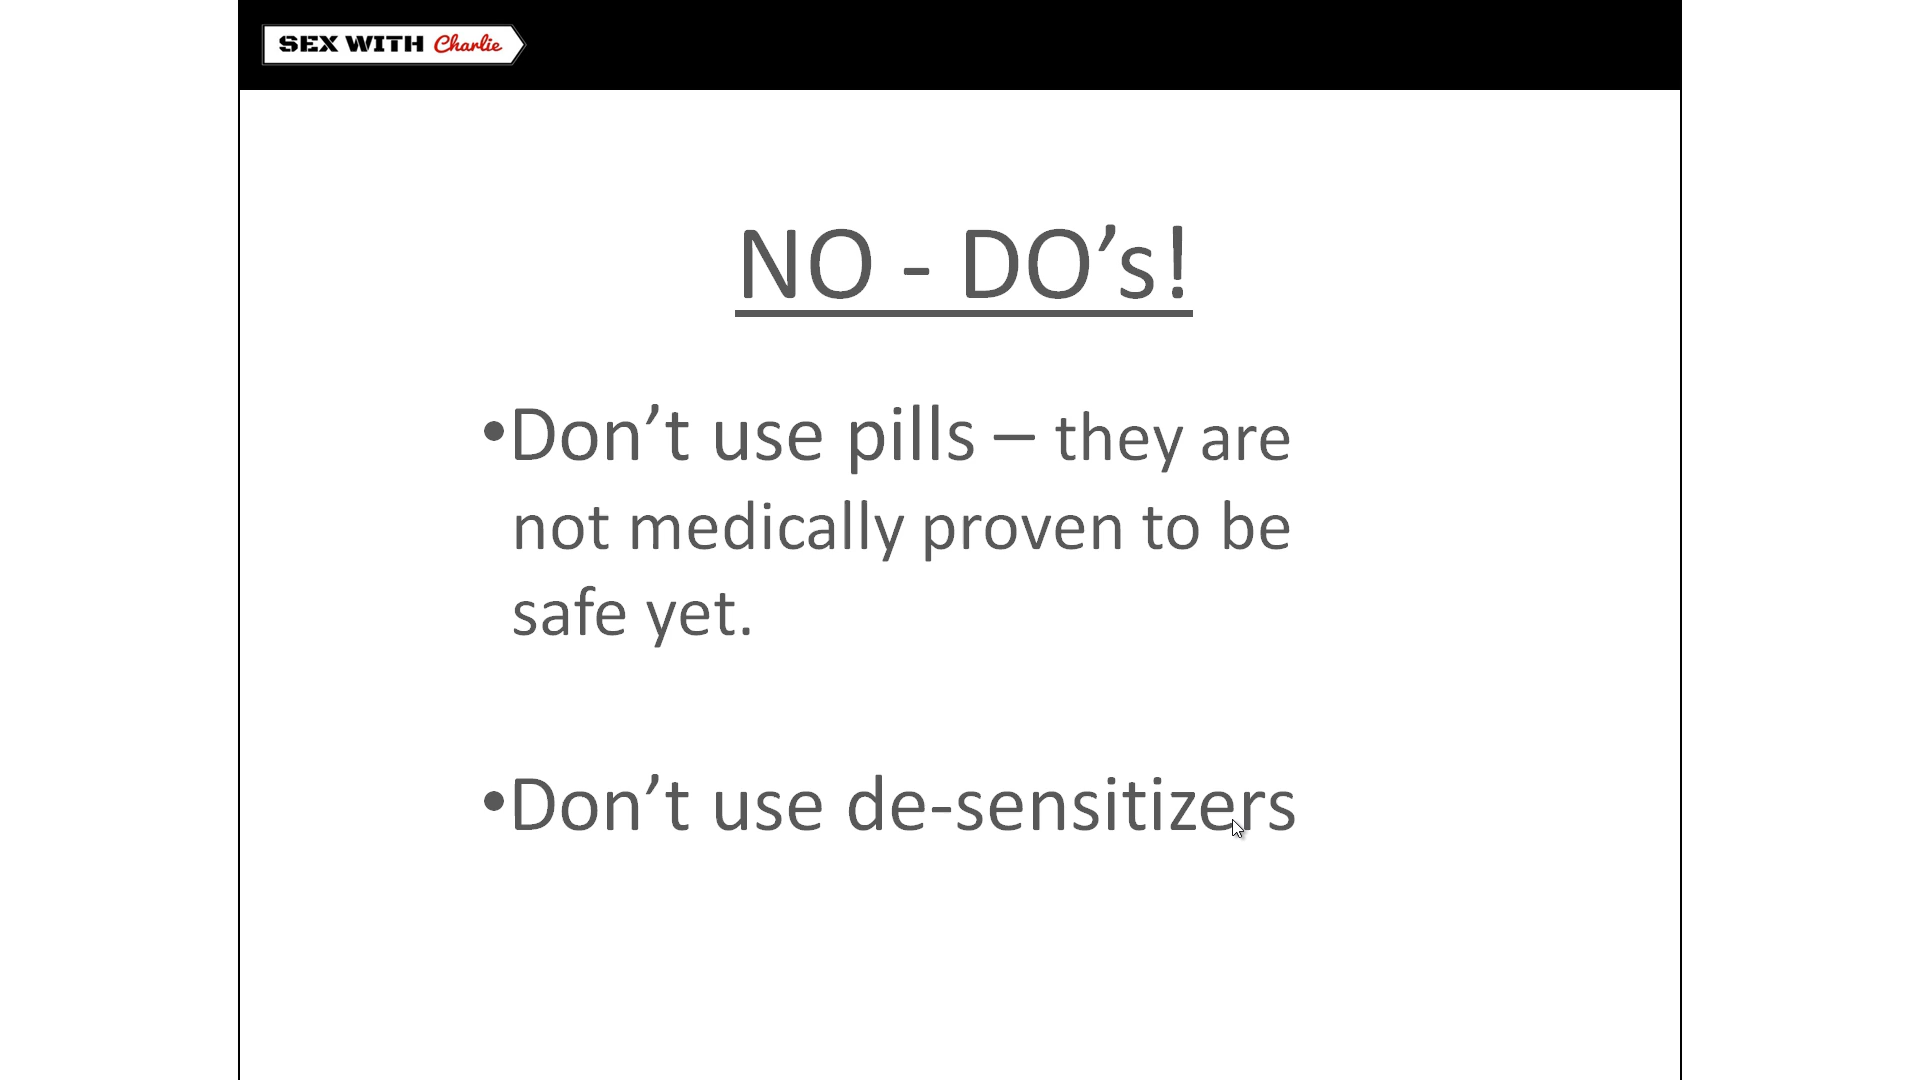 SEX WITH Charlie
NO - DO’s!
•Don’t use pills – they are
not medically proven to be
safe yet.
•Don’t use de-sensitizers